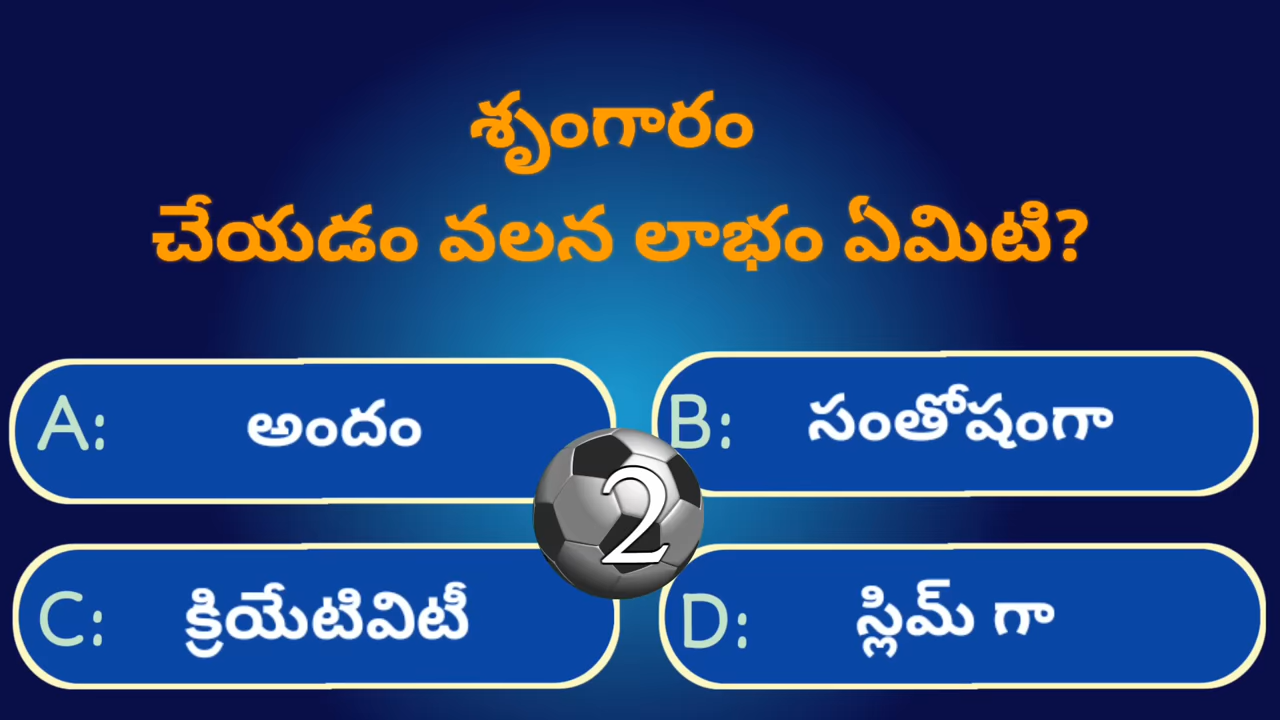 శృంగారం
చేయడం వలన లాభం ఏమిటి?
A: అందం
B: సంతోషంగా
2
C: క్రియేటివిటీ
D: స్లిమ్ గా